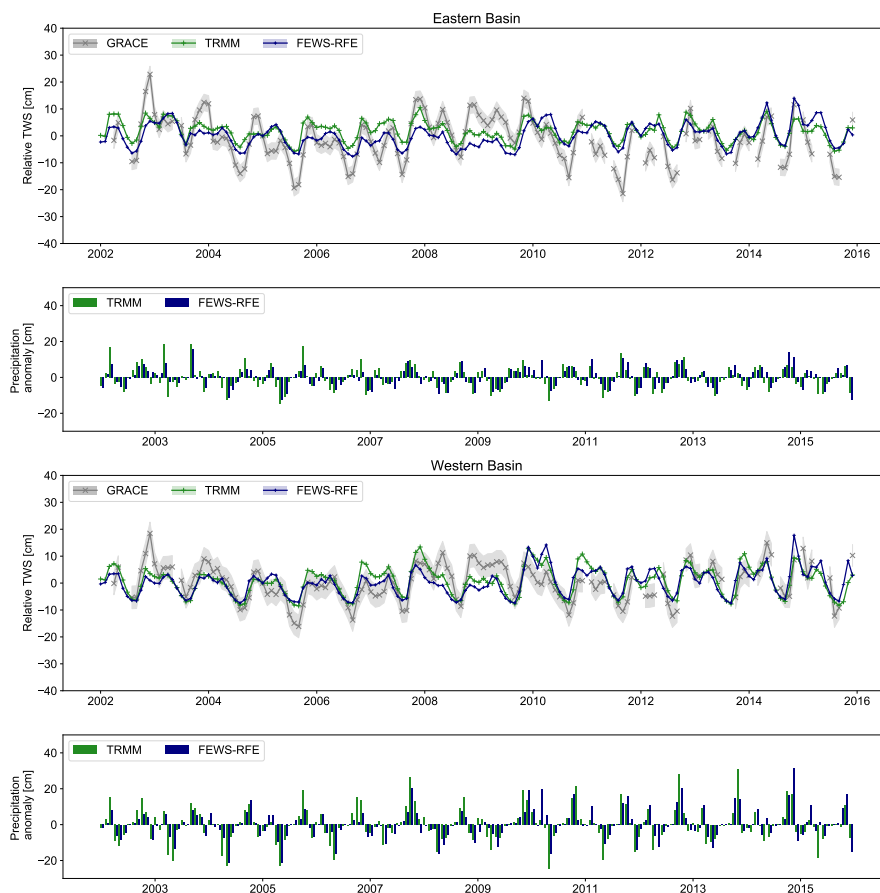 Eastern Basin
GRACE TRMM FEWS-RFE
Relative TWS [cm]
40
30
20
10
0
−10
−20
−30
−40
2002 2004 2006 2008 2010 2012 2014 2016
TRMM FEWS-RFE
Precipitation
anomaly [cm]
40
20
0
−20
2003 2005 2007 2009 2011 2013 2015
Western Basin
GRACE TRMM FEWS-RFE
Relative TWS [cm]
40
30
20
10
0
−10
−20
−30
−40
2002 2004 2006 2008 2010 2012 2014 2016
TRMM FEWS-RFE
Precipitation
anomaly [cm]
40
20
0
−20
2003 2005 2007 2009 2011 2013 2015